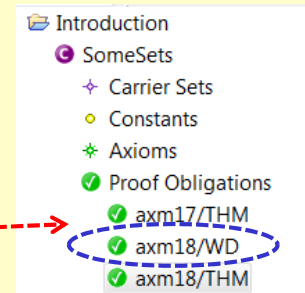 Introduction
SomeSets
Carrier Sets
Constants
Axioms
Proof Obligations
axm17/THM
axm18/WD
axm18/THM